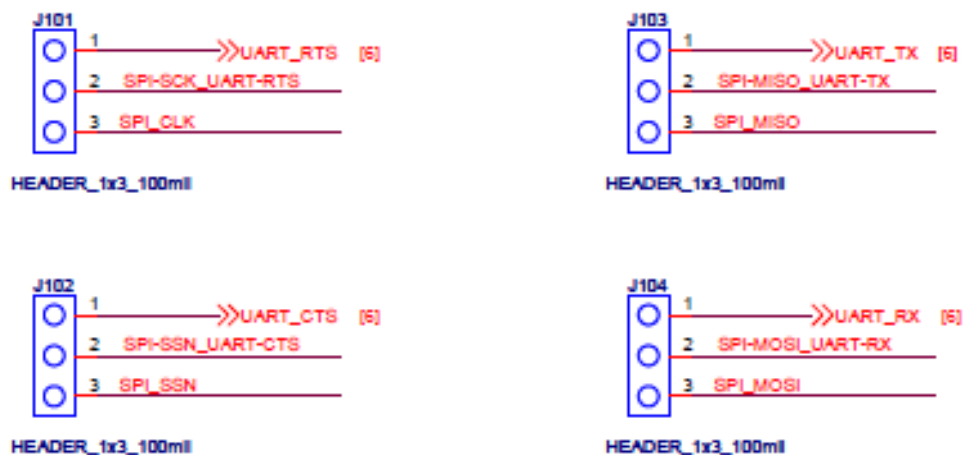 J101
1 UART_RTS [6]
2 SPI-SCK_UART-RTS
3 SPI_CLK
HEADER_1x3_100mil
J103
1 UART_TX [6]
2 SPI-MISO_UART-TX
3 SPI_MISO
HEADER_1x3_100mil
J102
1 UART_CTS [6]
2 SPI-SSN_UART-CTS
3 SPI_SSN
HEADER_1x3_100mil
J104
1 UART_RX [6]
2 SPI-MOSI_UART-RX
3 SPI_MOSI
HEADER_1x3_100mil